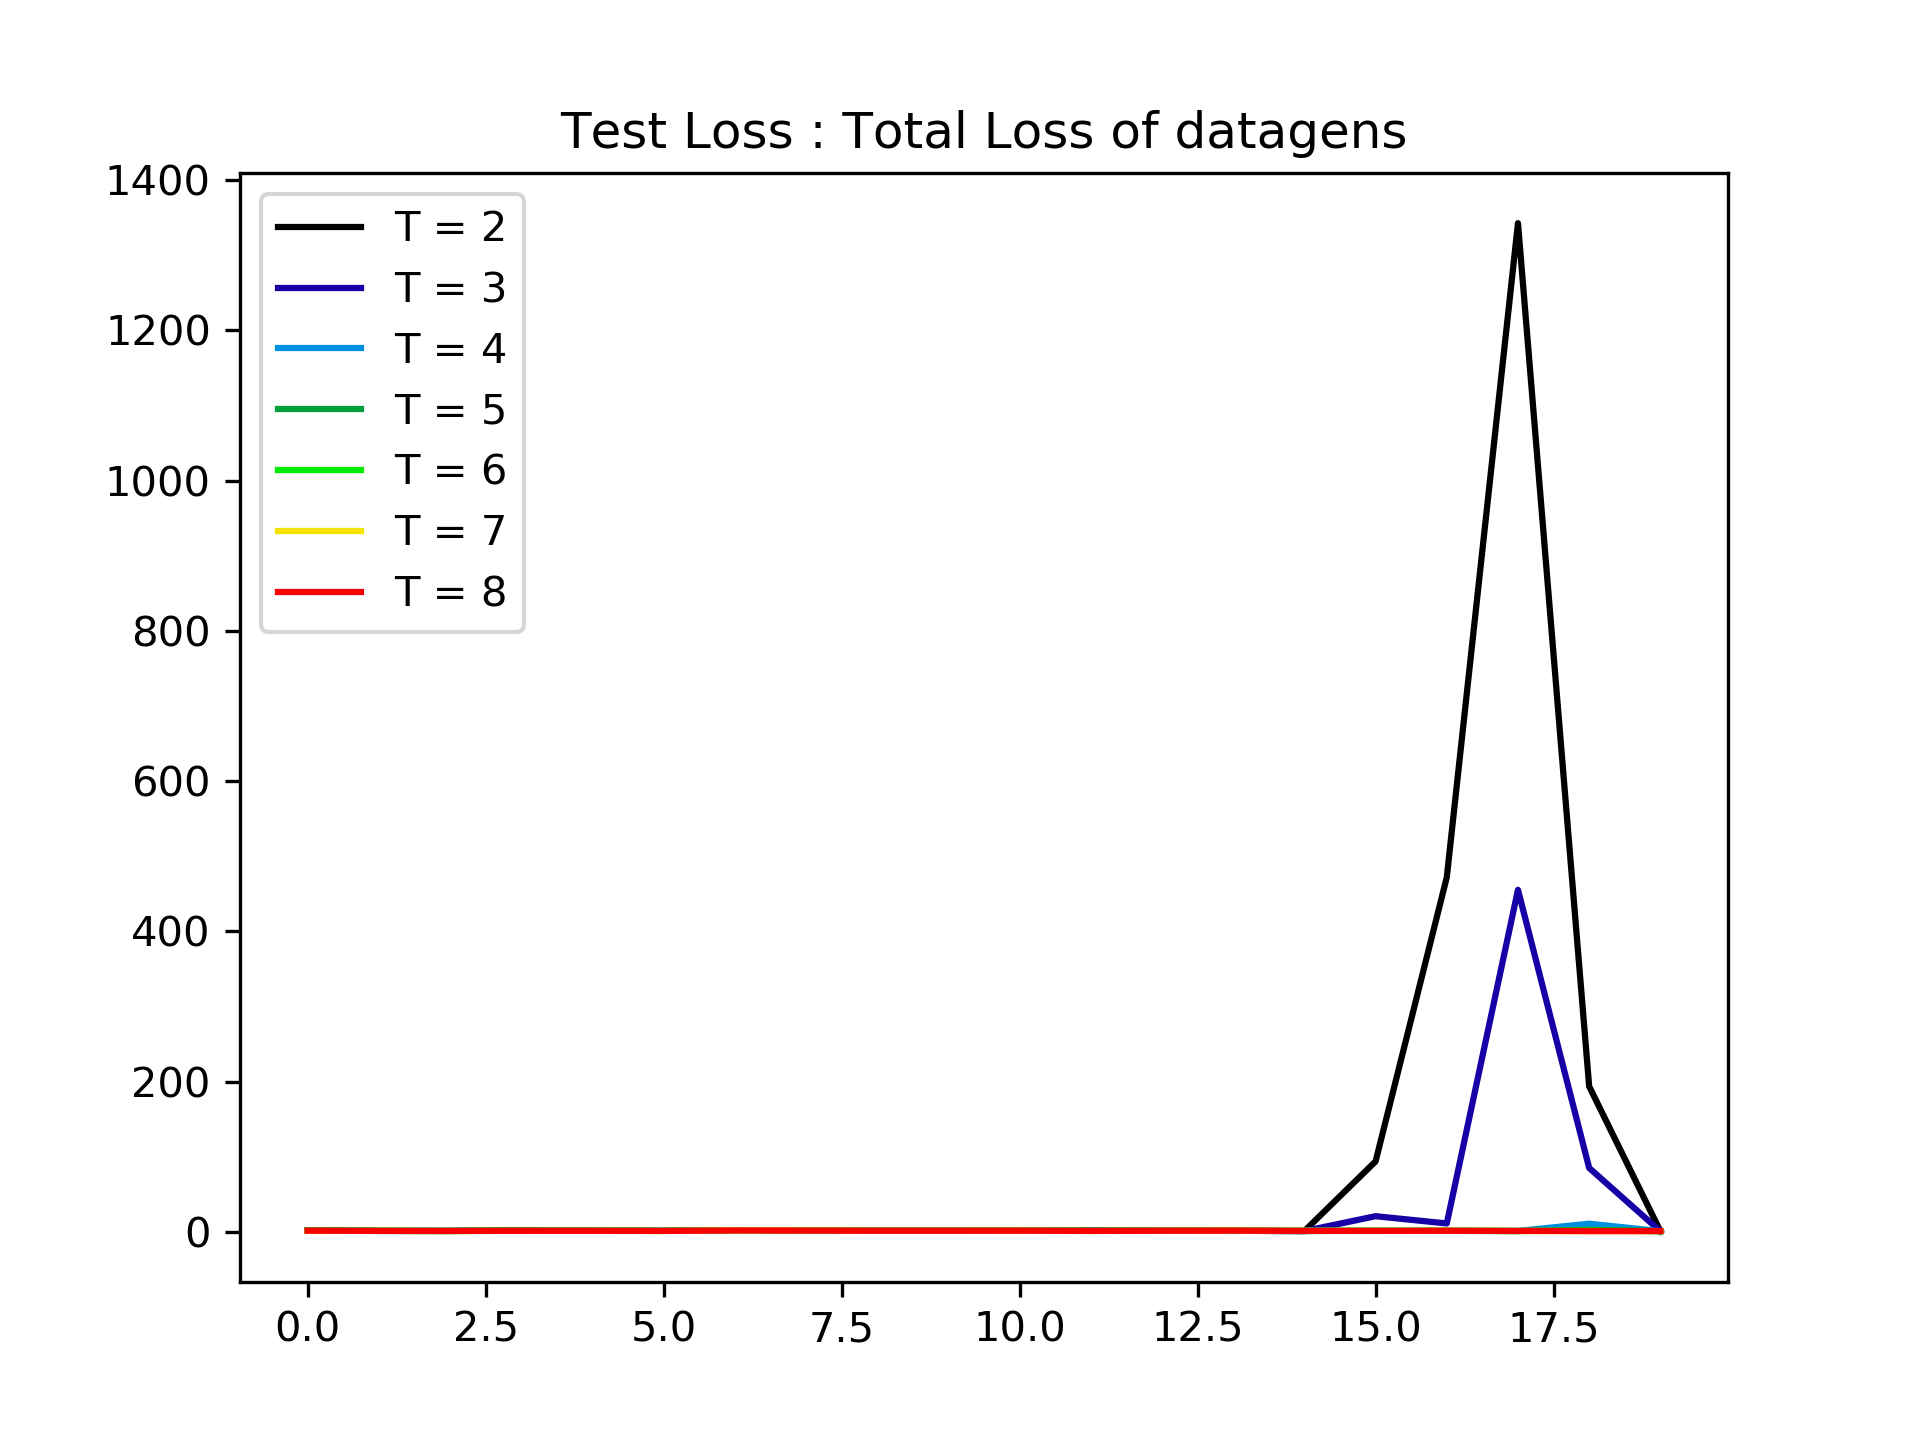 Test Loss : Total Loss of datagens
1400
1200
1000
800
600
400
200
0
T = 2
T = 3
T = 4
T = 5
T = 6
T = 7
T = 8
0.0 2.5 5.0 7.5 10.0 12.5 15.0 17.5